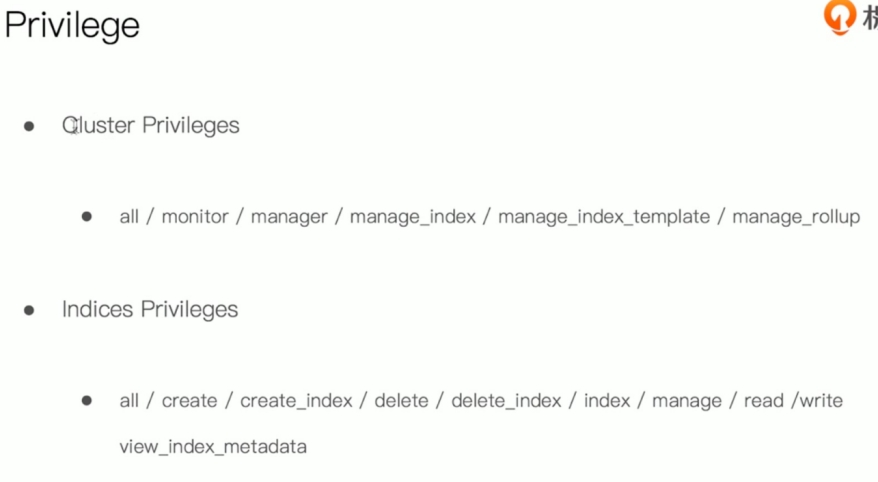 Privilege
Cluster Privileges
all / monitor / manager / manage_index / manage_index_template / manage_rollup
Indices Privileges
all / create / create_index / delete / delete_index / index / manage / read /write
view_index_metadata